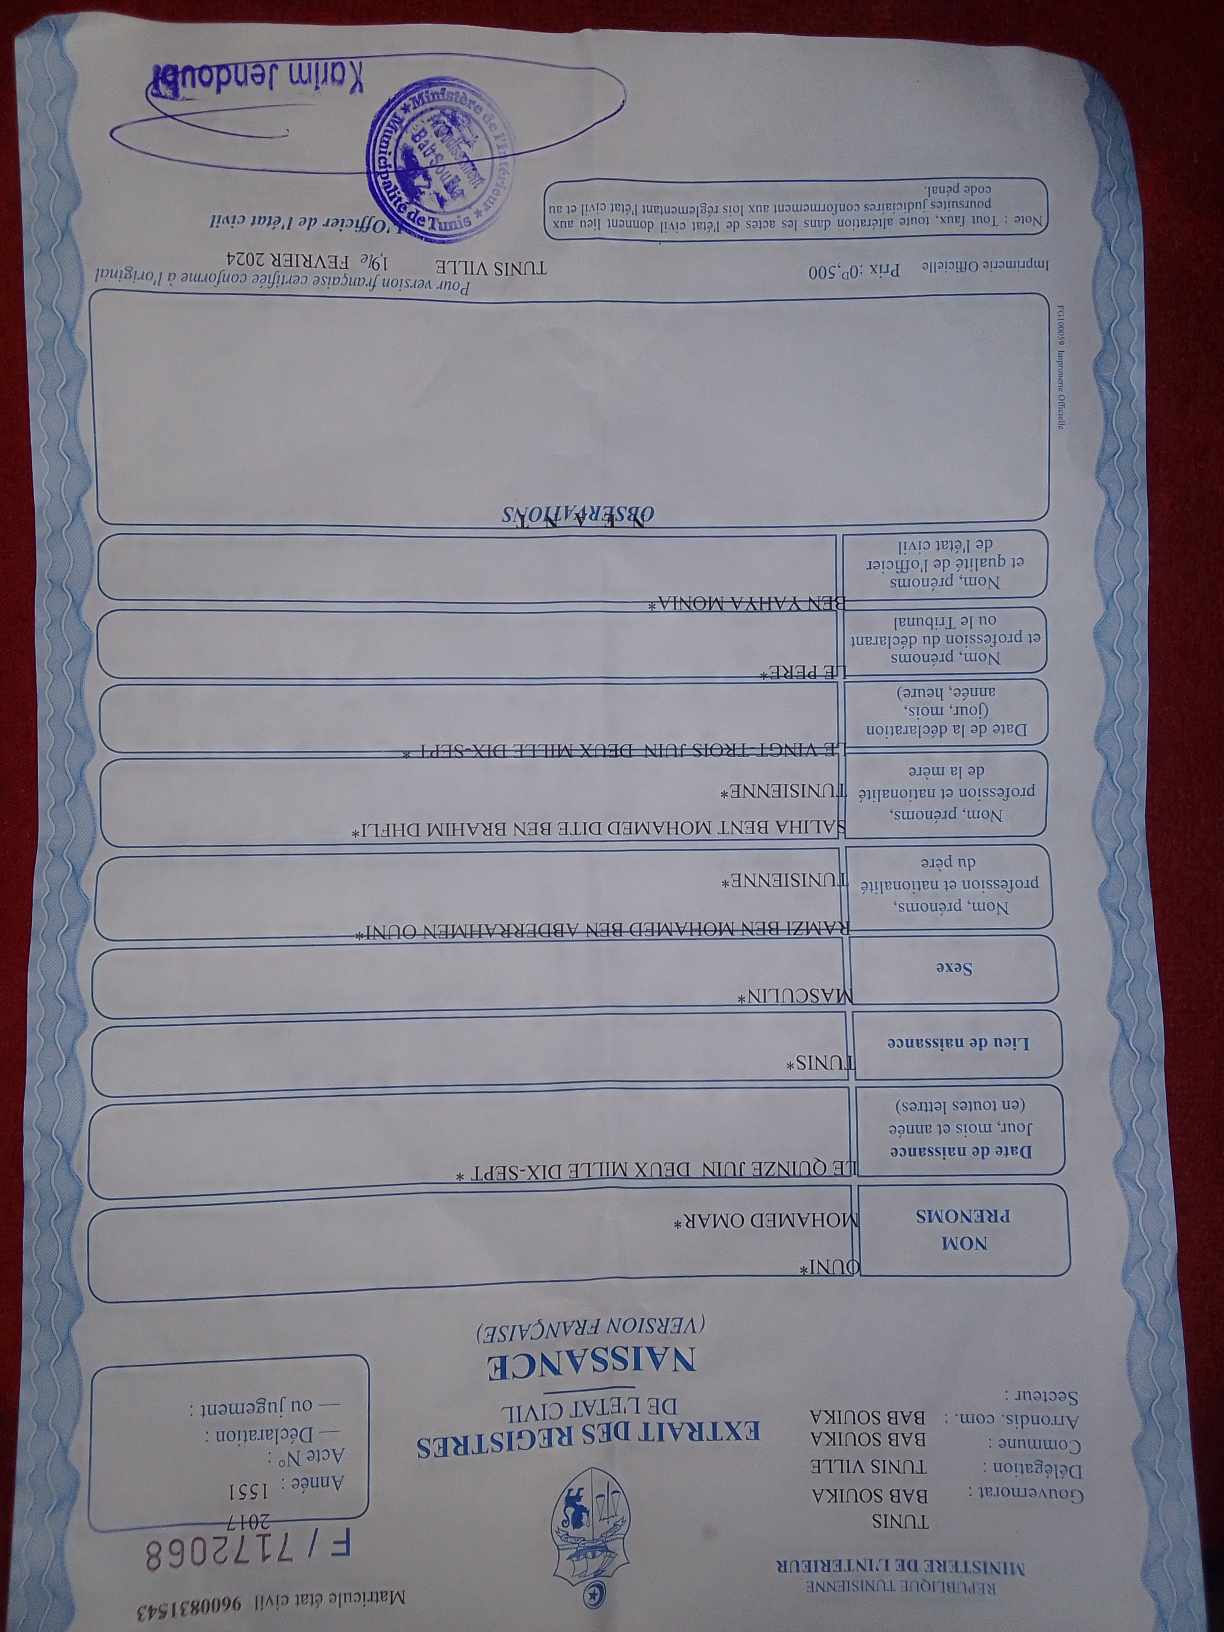 REPUBLIQUE TUNISIENNE
MINISTERE DE L'INTERIEUR
Matricule état civil 9600831543
F / 7172068
TUNIS
Gouvernorat : BAB SOUIKA
Délégation : TUNIS VILLE
Commune : BAB SOUIKA
Arrondis. com. : BAB SOUIKA
Secteur :
2017
Année : 1551
Acte N° :
— Déclaration :
— ou jugement :
EXTRAIT DES REGISTRES
DE L'ETAT CIVIL
NAISSANCE
(VERSION FRANÇAISE)
NOM
PRENOMS
OUNI*
MOHAMED OMAR*
Date de naissance
Jour, mois et année
(en toutes lettres)
LE QUINZE JUIN DEUX MILLE DIX-SEPT *
Lieu de naissance
TUNIS*
Sexe
MASCULIN*
Nom, prénoms,
profession et nationalité
du père
RAMZI BEN MOHAMED BEN ABDERRAHMEN OUNI*
TUNISIENNE*
Nom, prénoms,
profession et nationalité
de la mère
SALIHA BENT MOHAMED DITE BEN BRAHIM DHFLI*
TUNISIENNE*
Date de la déclaration
(jour, mois,
année, heure)
LE VINGT-TROIS JUIN DEUX MILLE DIX-SEPT *
Nom, prénoms
et profession du déclarant
ou le Tribunal
LE PERE*
Nom, prénoms
et qualité de l'officier
de l'état civil
BEN YAHYA MONIA*
OBSERVATIONS
N E A N T
FG100059 Imprimerie Officielle
Imprimerie Officielle Prix : 0ᴰ,500
Pour version française certifiée conforme à l'original
TUNIS VILLE 19,le FEVRIER 2024
L'Officier de l'état civil
Note : Tout faux, toute altération dans les actes de l'état civil donnent lieu aux
poursuites judiciaires conformement aux lois réglementant l'état civil et au
code pénal.
Ministère de l'Intérieur * Municipalité de Tunis *
Arrondissement
Bab Souika
Karim Jendoubi